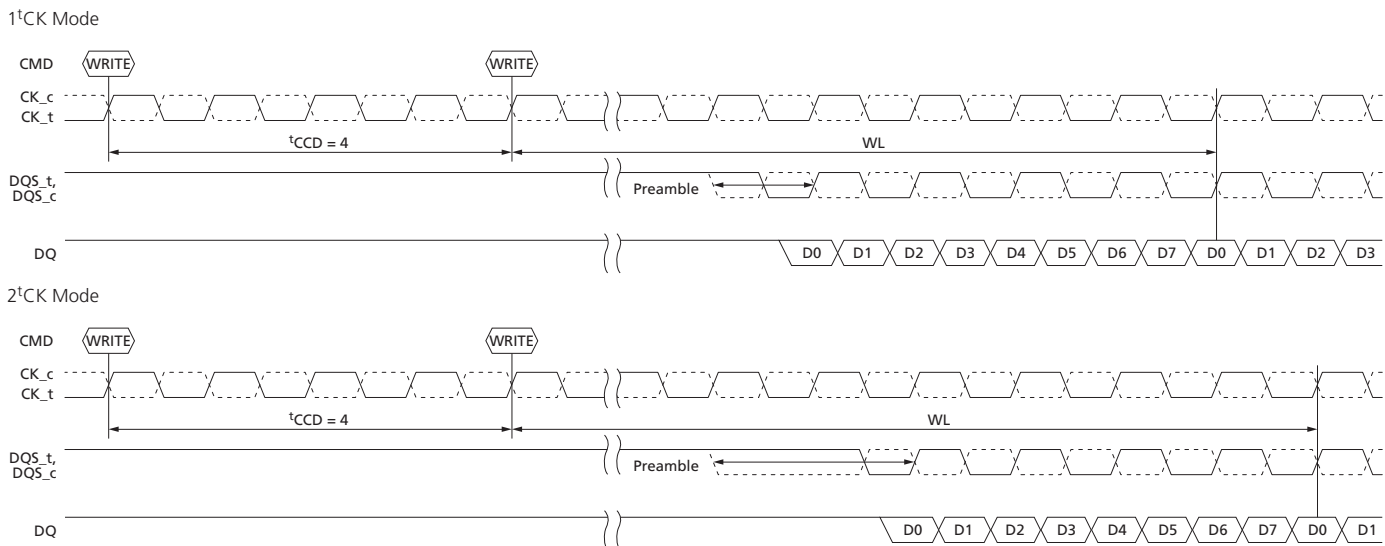 1tCK Mode
CMD WRITE WRITE
CK_c
CK_t
tCCD = 4 WL
DQS_t,
DQS_c Preamble
DQ D0 D1 D2 D3 D4 D5 D6 D7 D0 D1 D2 D3
2tCK Mode
CMD WRITE WRITE
CK_c
CK_t
tCCD = 4 WL
DQS_t,
DQS_c Preamble
DQ D0 D1 D2 D3 D4 D5 D6 D7 D0 D1